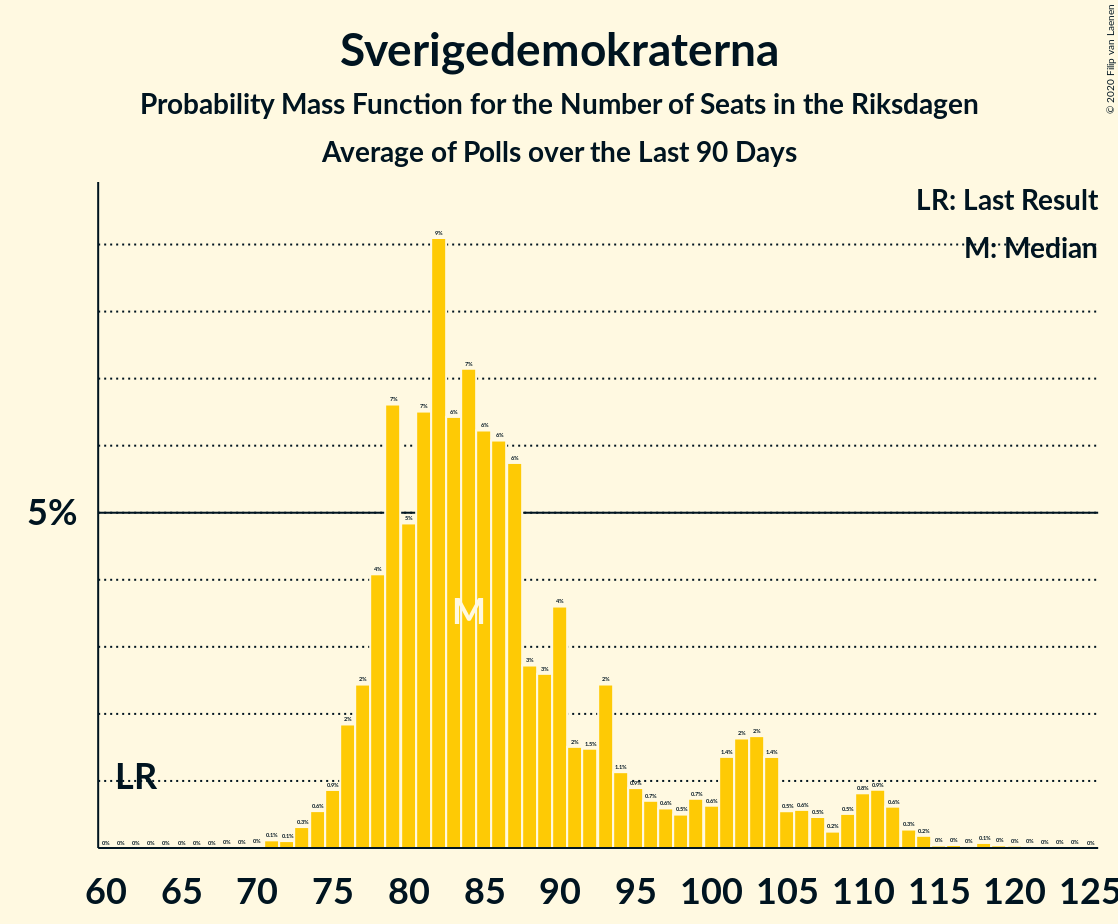 Sverigedemokraterna
Probability Mass Function for the Number of Seats in the Riksdagen
Average of Polls over the Last 90 Days
© 2020 Filip van Laenen
LR: Last Result
M: Median
5%
LR
M
0% 0% 0% 0% 0% 0% 0% 0% 0% 0% 0% 0.1% 0.1% 0.3% 0.6% 0.9% 2% 2% 4% 7% 5% 7% 9% 6% 7% 6% 6% 6% 3% 3% 4% 2% 1.5% 2% 1.1% 0.9% 0.7% 0.6% 0.5% 0.7% 0.6% 1.4% 2% 2% 1.4% 0.5% 0.6% 0.5% 0.2% 0.5% 0.8% 0.9% 0.6% 0.3% 0.2% 0% 0% 0% 0.1% 0% 0% 0% 0% 0% 0% 0%
60 65 70 75 80 85 90 95 100 105 110 115 120 125